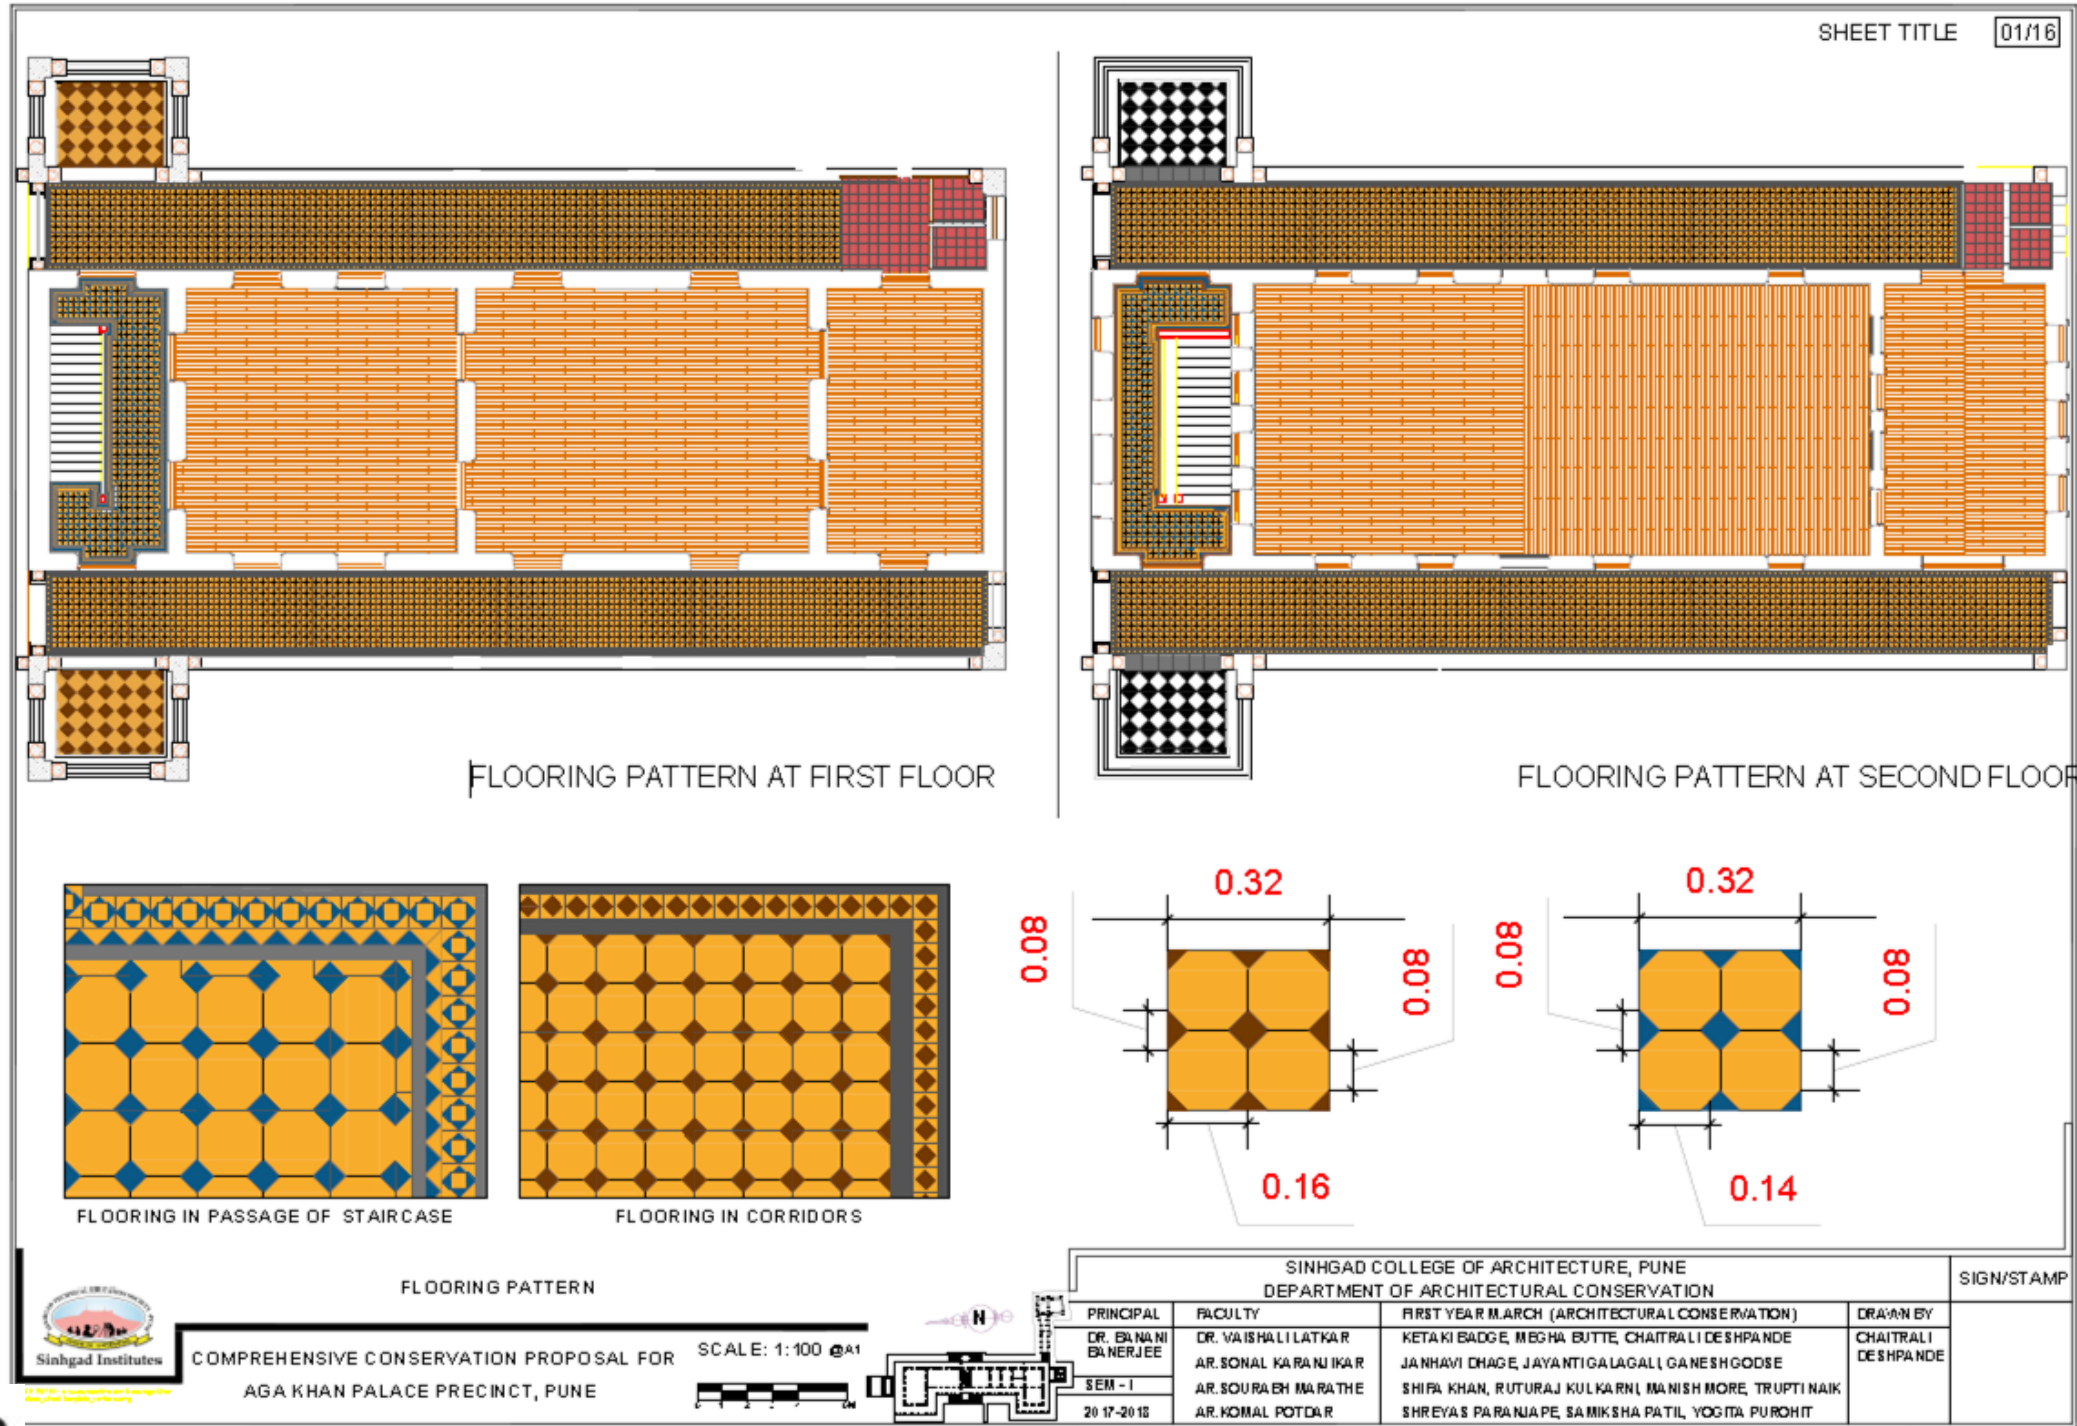 SHEET TITLE 01/16
FLOORING PATTERN AT FIRST FLOOR
FLOORING PATTERN AT SECOND FLOOR
0.32
0.08
0.08
0.16
0.32
0.08
0.08
0.14
FLOORING IN PASSAGE OF STAIRCASE
FLOORING IN CORRIDORS
FLOORING PATTERN
Sinhgad Institutes
COMPREHENSIVE CONSERVATION PROPOSAL FOR
AGA KHAN PALACE PRECINCT, PUNE
SCALE: 1:100 @A1
N
SINHGAD COLLEGE OF ARCHITECTURE, PUNE
DEPARTMENT OF ARCHITECTURAL CONSERVATION
SIGN/STAMP
PRINCIPAL FACULTY FIRST YEAR M.ARCH (ARCHITECTURAL CONSERVATION) DRAWN BY
DR. BANANI BANERJEE
SEM - I
2017-2018
DR. VAISHALI LATKAR
AR.SONAL KARANJIKAR
AR.SOURABH MARATHE
AR.KOMAL POTDAR
KETAKI BADGE, MEGHA BUTTE, CHAITRALI DESHPANDE
JANHAVI DHAGE, JAYANTI GALAGALI, GANESH GODSE
SHIFA KHAN, RUTURAJ KULKARNI, MANISH MORE, TRUPTI NAIK
SHREYAS PARANJAPE, SAMIKSHA PATIL, YOGITA PUROHIT
CHAITRALI
DESHPANDE